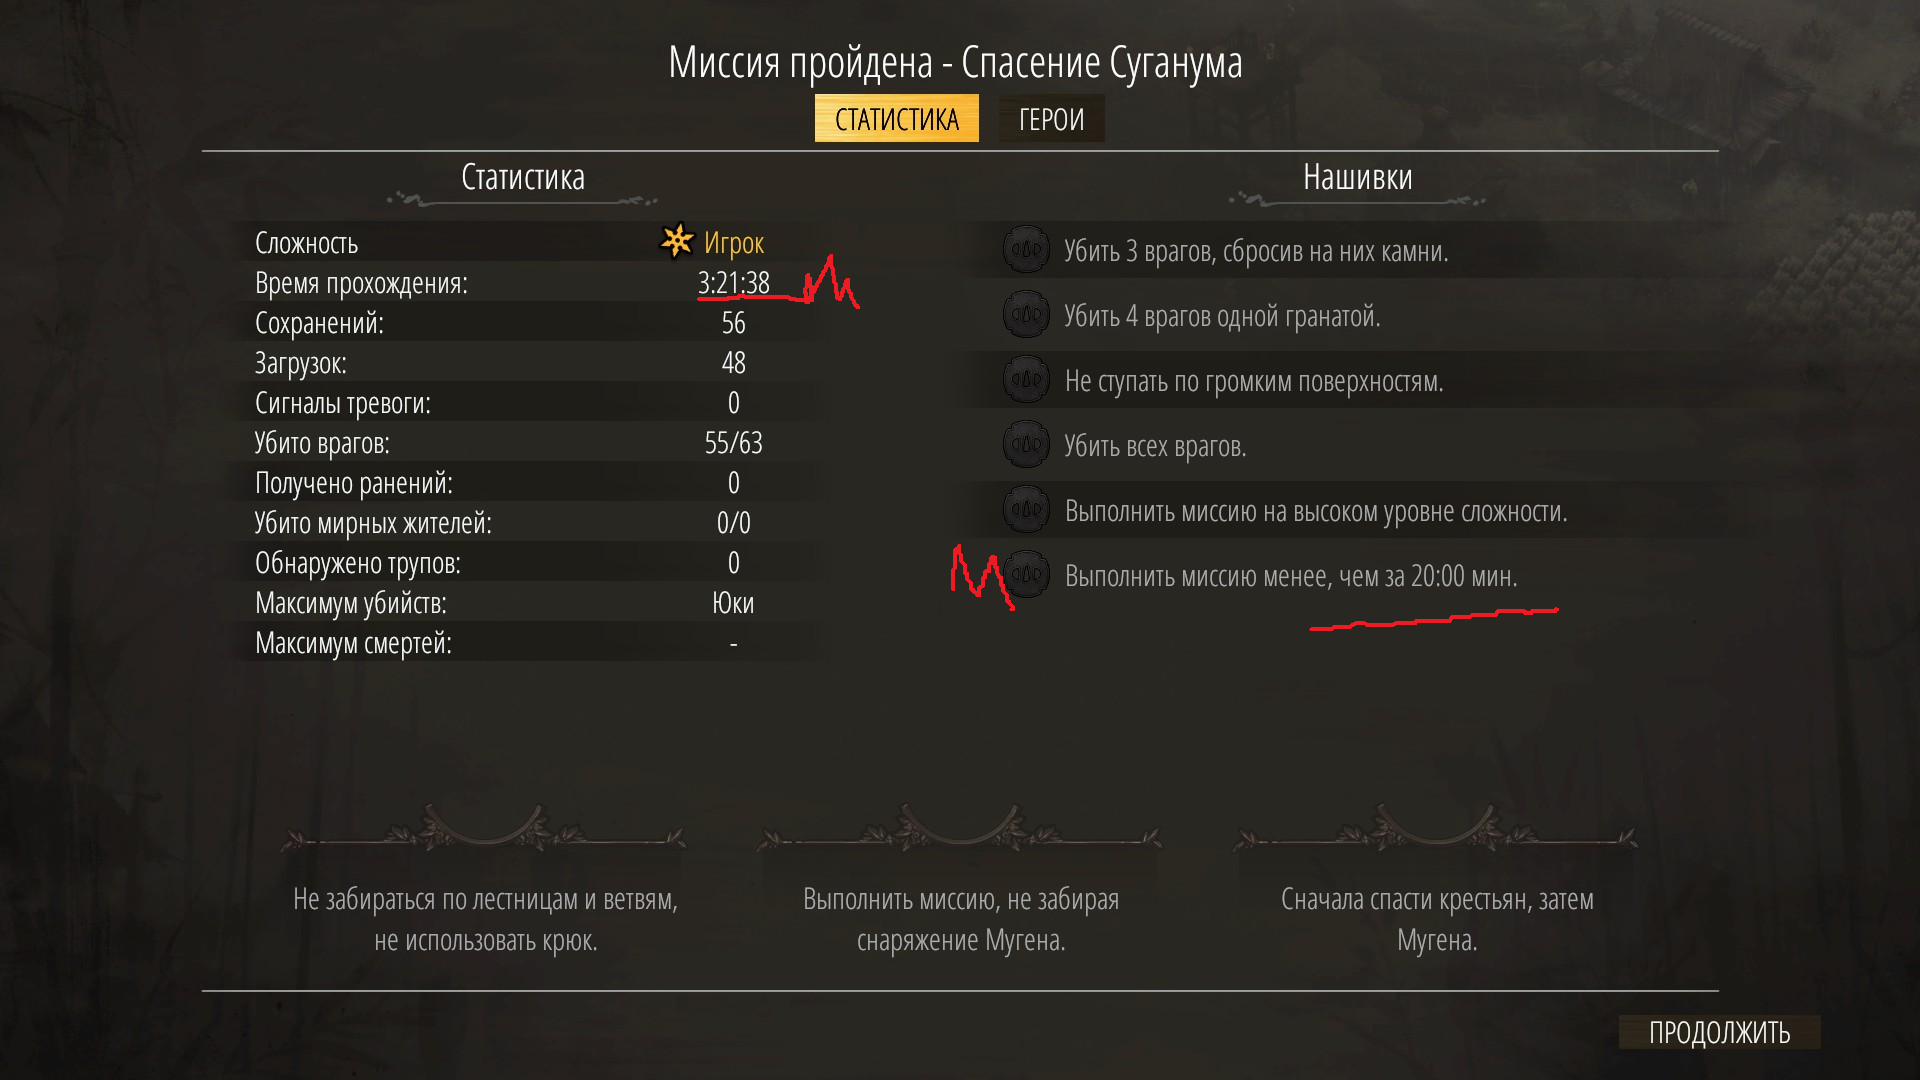 Миссия пройдена - Спасение Суганума
СТАТИСТИКА ГЕРОИ
Статистика
Сложность Игрок
Время прохождения: 3:21:38
Сохранений: 56
Загрузок: 48
Сигналы тревоги: 0
Убито врагов: 55/63
Получено ранений: 0
Убито мирных жителей: 0/0
Обнаружено трупов: 0
Максимум убийств: Юки
Максимум смертей: -
Нашивки
Убить 3 врагов, сбросив на них камни.
Убить 4 врагов одной гранатой.
Не ступать по громким поверхностям.
Убить всех врагов.
Выполнить миссию на высоком уровне сложности.
Выполнить миссию менее, чем за 20:00 мин.
Не забираться по лестницам и ветвям,
не использовать крюк.
Выполнить миссию, не забирая
снаряжение Мугена.
Сначала спасти крестьян, затем
Мугена.
ПРОДОЛЖИТЬ